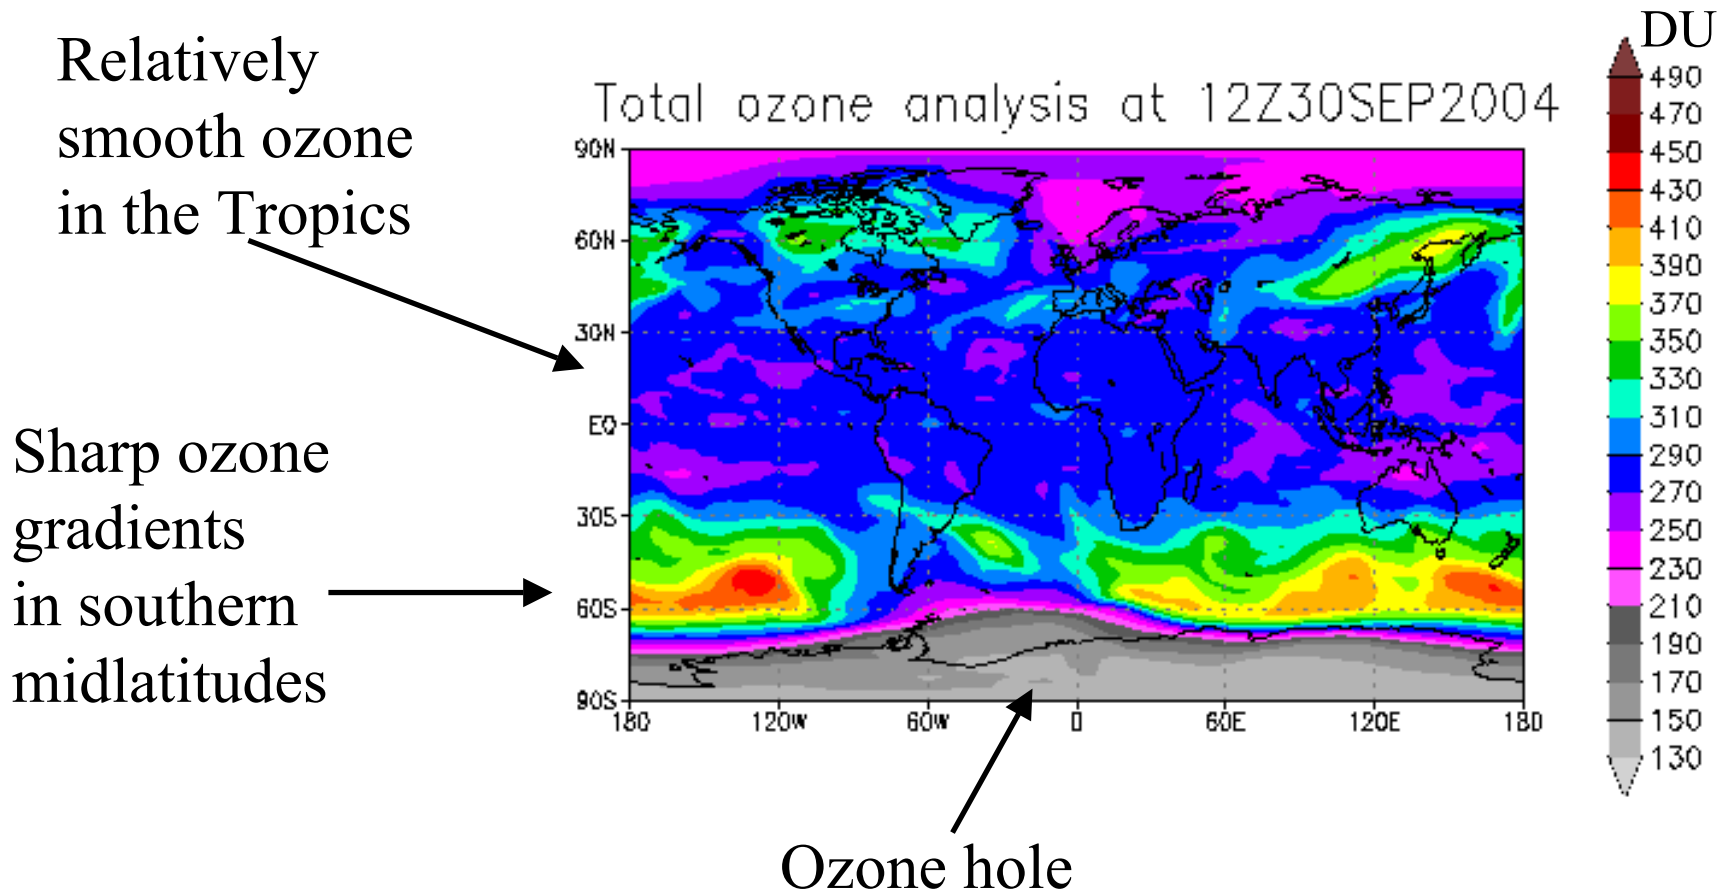 Relatively
smooth ozone
in the Tropics
Sharp ozone
gradients
in southern
midlatitudes
Total ozone analysis at 12Z30SEP2004
90N
60N
30N
EQ
30S
60S
90S
180
120W
60W
0
60E
120E
180
Ozone hole
DU
490
470
450
430
410
390
370
350
330
310
290
270
250
230
210
190
170
150
130